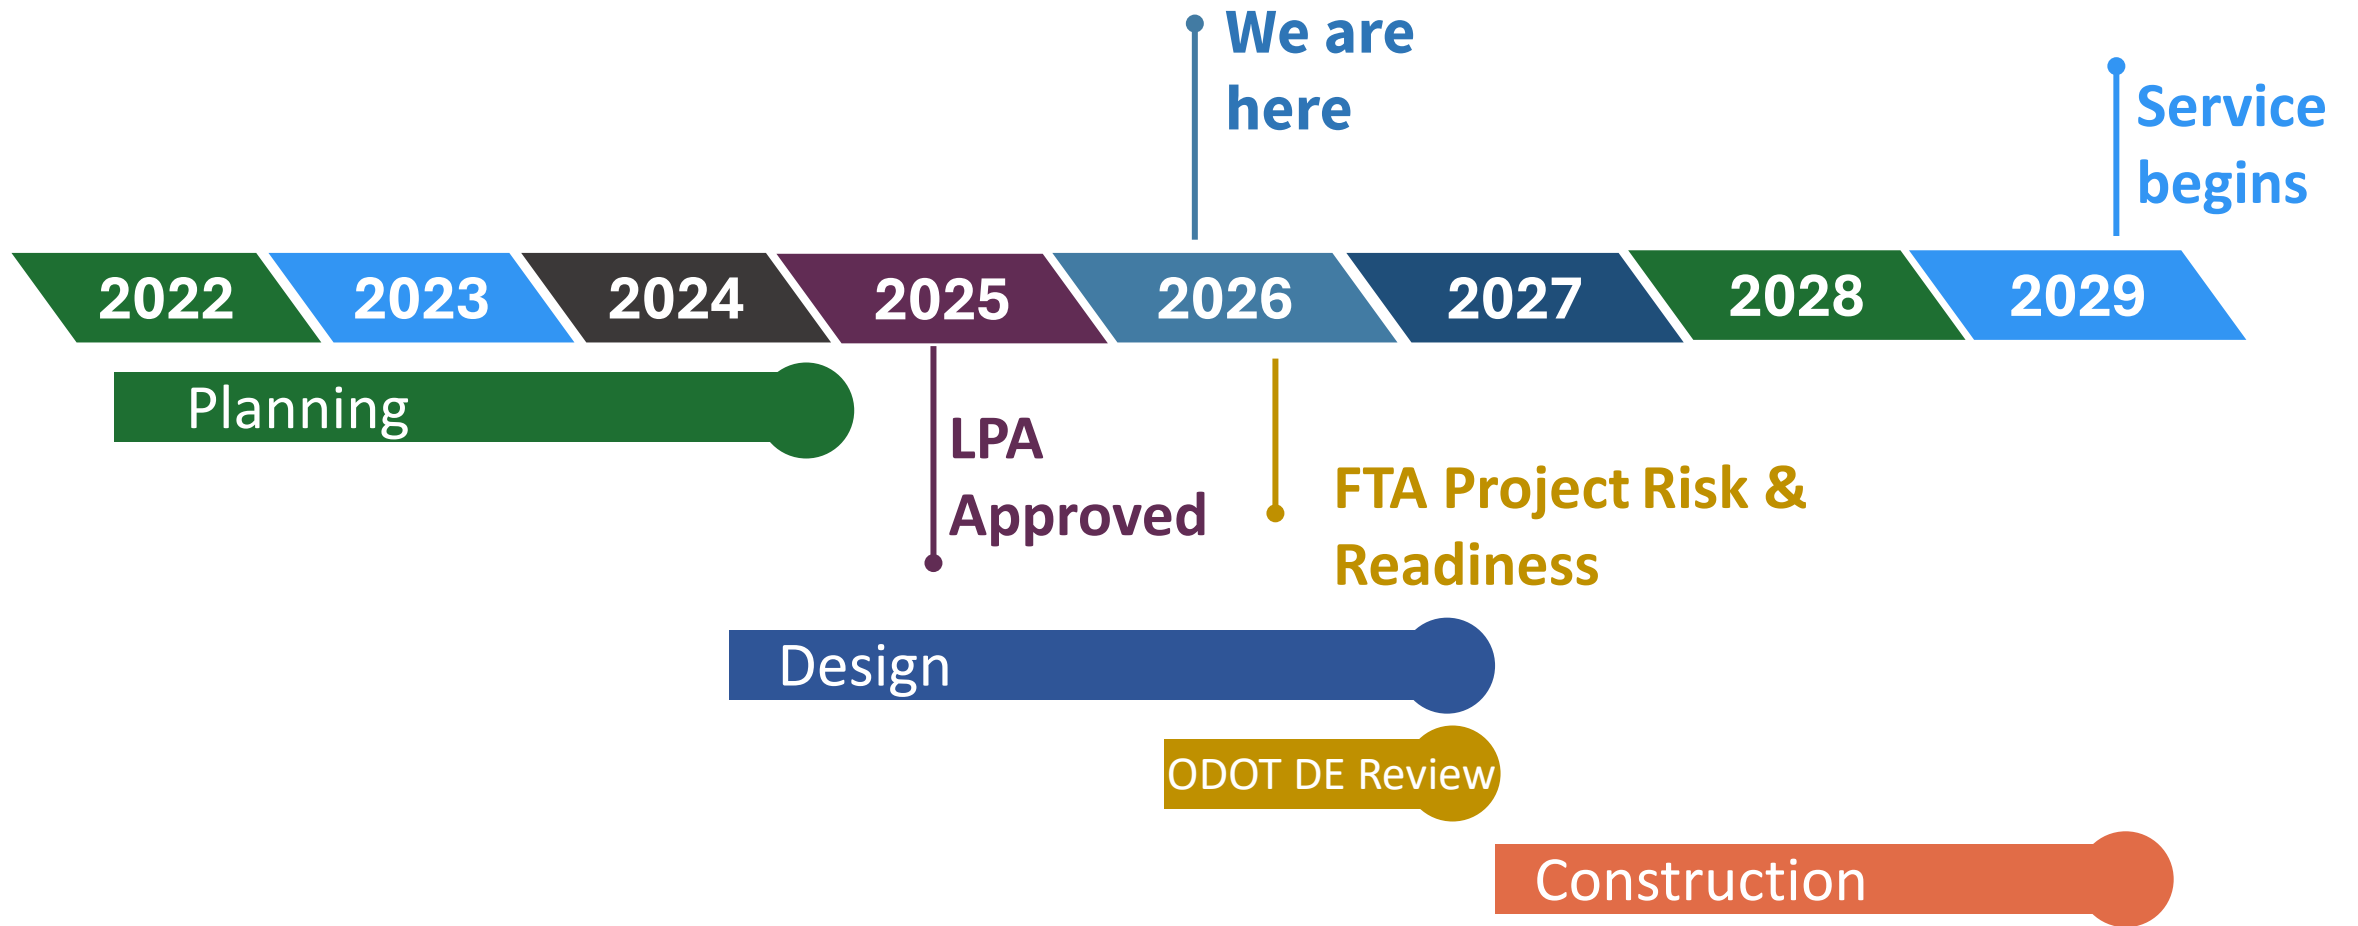 We are
here
Service
begins
2022
2023
2024
2025
2026
2027
2028
2029
Planning
LPA
Approved
FTA Project Risk &
Readiness
Design
ODOT DE Review
Construction